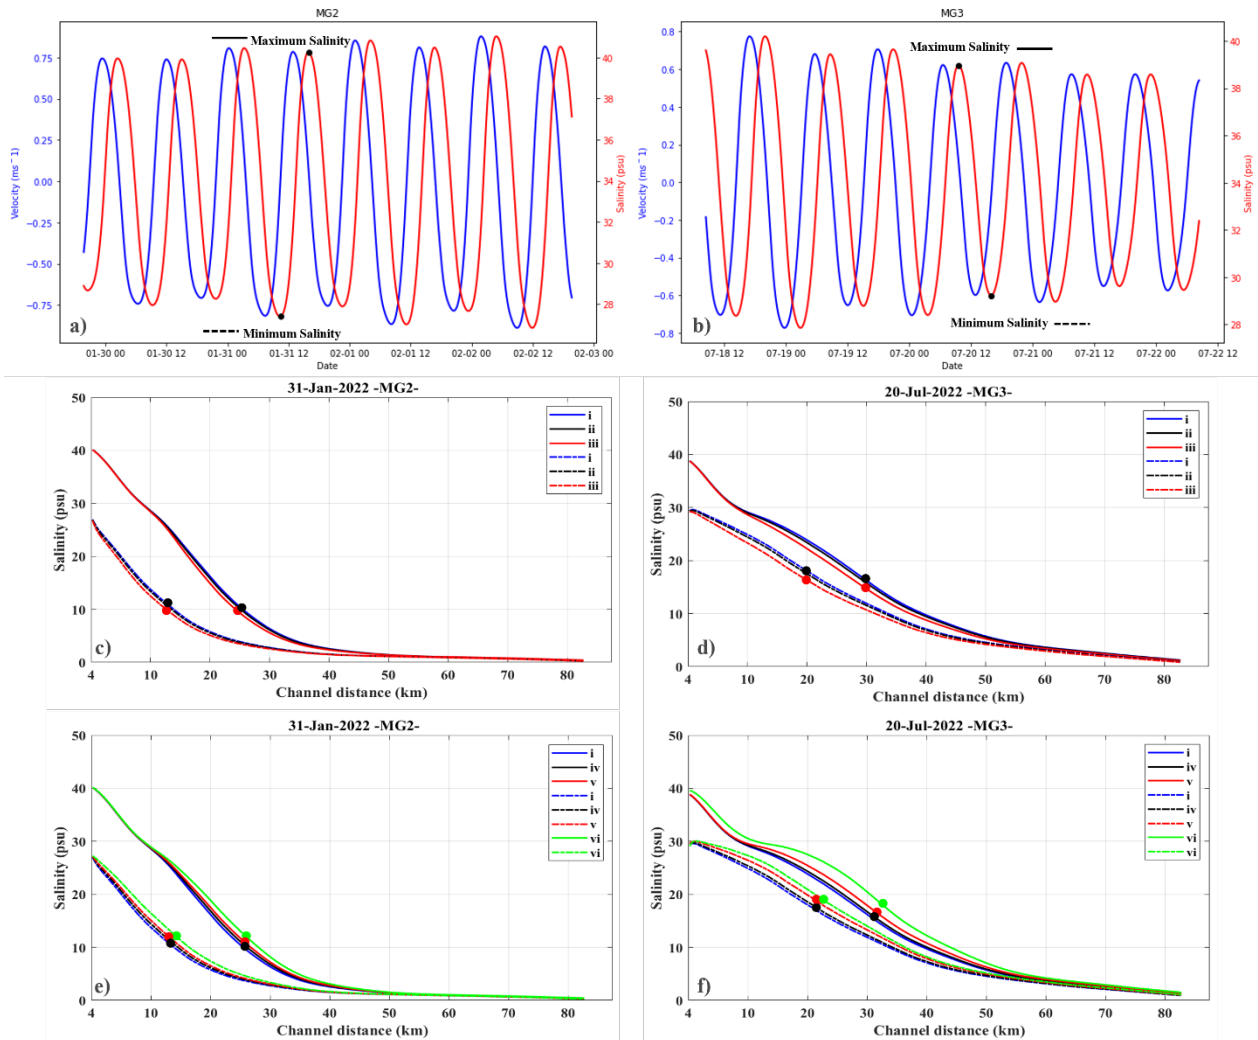 MG2
Maximum Salinity
Minimum Salinity
a)
Velocity (ms⁻1)
0.75
0.50
0.25
0.00
−0.25
−0.50
−0.75
Salinity (psu)
40
38
36
34
32
30
28
01-30 00 01-30 12 01-31 00 01-31 12 02-01 00 02-01 12 02-02 00 02-02 12 02-03 00
Date
MG3
Maximum Salinity
Minimum Salinity
b)
Velocity (ms⁻1)
0.8
0.6
0.4
0.2
0.0
−0.2
−0.4
−0.6
−0.8
Salinity (psu)
40
38
36
34
32
30
28
07-18 12 07-19 00 07-19 12 07-20 00 07-20 12 07-21 00 07-21 12 07-22 00 07-22 12
Date
31-Jan-2022 -MG2-
i
ii
iii
i
ii
iii
c)
Salinity (psu)
50
40
30
20
10
0
4 10 20 30 40 50 60 70 80
Channel distance (km)
20-Jul-2022 -MG3-
i
ii
iii
i
ii
iii
d)
Salinity (psu)
50
40
30
20
10
0
4 10 20 30 40 50 60 70 80
Channel distance (km)
31-Jan-2022 -MG2-
i
iv
v
i
iv
v
vi
vi
e)
Salinity (psu)
50
40
30
20
10
0
4 10 20 30 40 50 60 70 80
Channel distance (km)
20-Jul-2022 -MG3-
i
iv
v
i
iv
v
vi
vi
f)
Salinity (psu)
50
40
30
20
10
0
4 10 20 30 40 50 60 70 80
Channel distance (km)